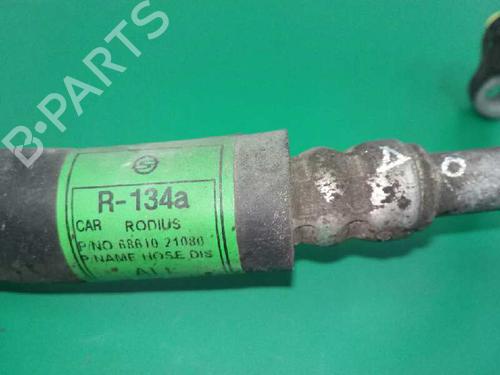 B-PARTS
R-134a
CAR RODIUS
P/NO 68610 21080
P/NAME HOSE DIS